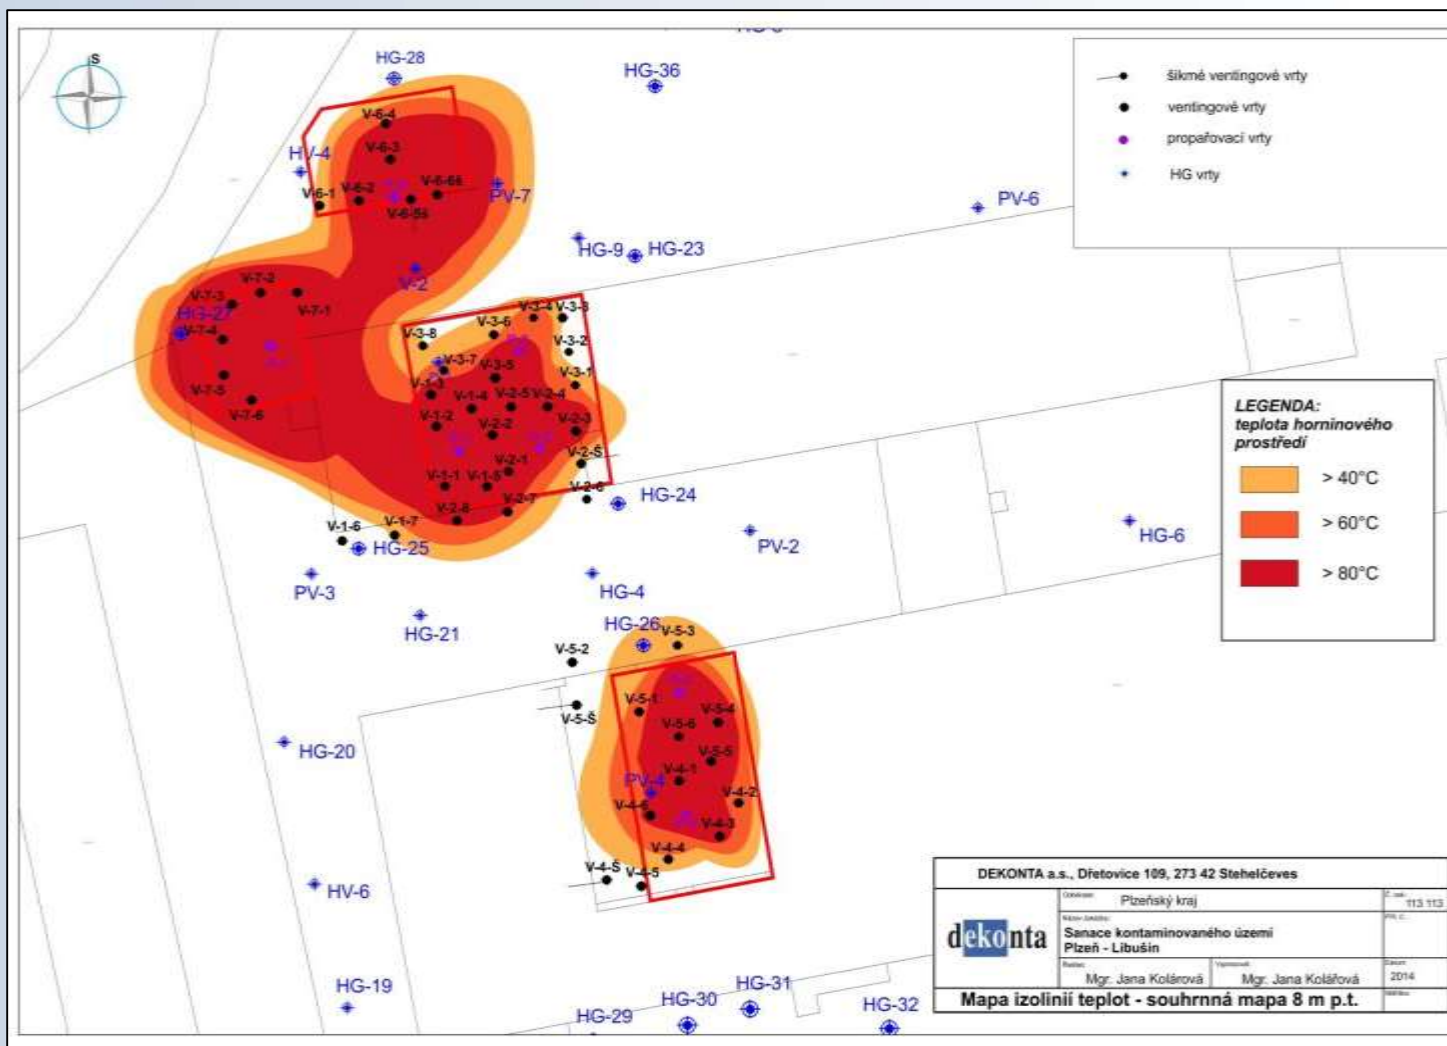 S
HG-28
HG-36
V-6-4
V-6-3
HV-4
V-6-1
V-6-2
V-6-6š
V-6-5š
PV-7
PV-6
HG-9
HG-23
V-2
V-7-2
V-7-3
V-7-1
HG-27
V-7-4
V-7-5
V-7-6
V-3-4
V-3-3
V-3-8
V-3-6
V-3-2
V-3-7
V-3-5
V-3-1
V-1-3
V-1-4
V-2-5
V-2-4
V-1-2
V-2-2
V-2-3
V-2-1
V-2-Š
V-1-1
V-1-5
V-2-6
V-2-7
V-2-8
HG-24
V-1-6
V-1-7
HG-25
PV-2
HG-6
PV-3
HG-4
HG-21
HG-26
V-5-3
V-5-2
V-5-1
V-5-Š
V-5-4
V-5-6
HG-20
V-5-5
V-4-1
PV-4
V-4-2
V-4-6
V-4-3
V-4-4
V-4-Š
V-4-5
HV-6
HG-19
HG-31
HG-30
HG-29
HG-32
šikmé ventingové vrty
ventingové vrty
propařovací vrty
HG vrty
LEGENDA:
teplota horninového
prostředí
> 40°C
> 60°C
> 80°C
DEKONTA a.s., Dřetovice 109, 273 42 Stehelčeves
dekonta
Plzeňský kraj
113 113
Sanace kontaminovaného území
Plzeň - Libušín
Mgr. Jana Kolárová
Mgr. Jana Kolářová
2014
Mapa izolinií teplot - souhrnná mapa 8 m p.t.